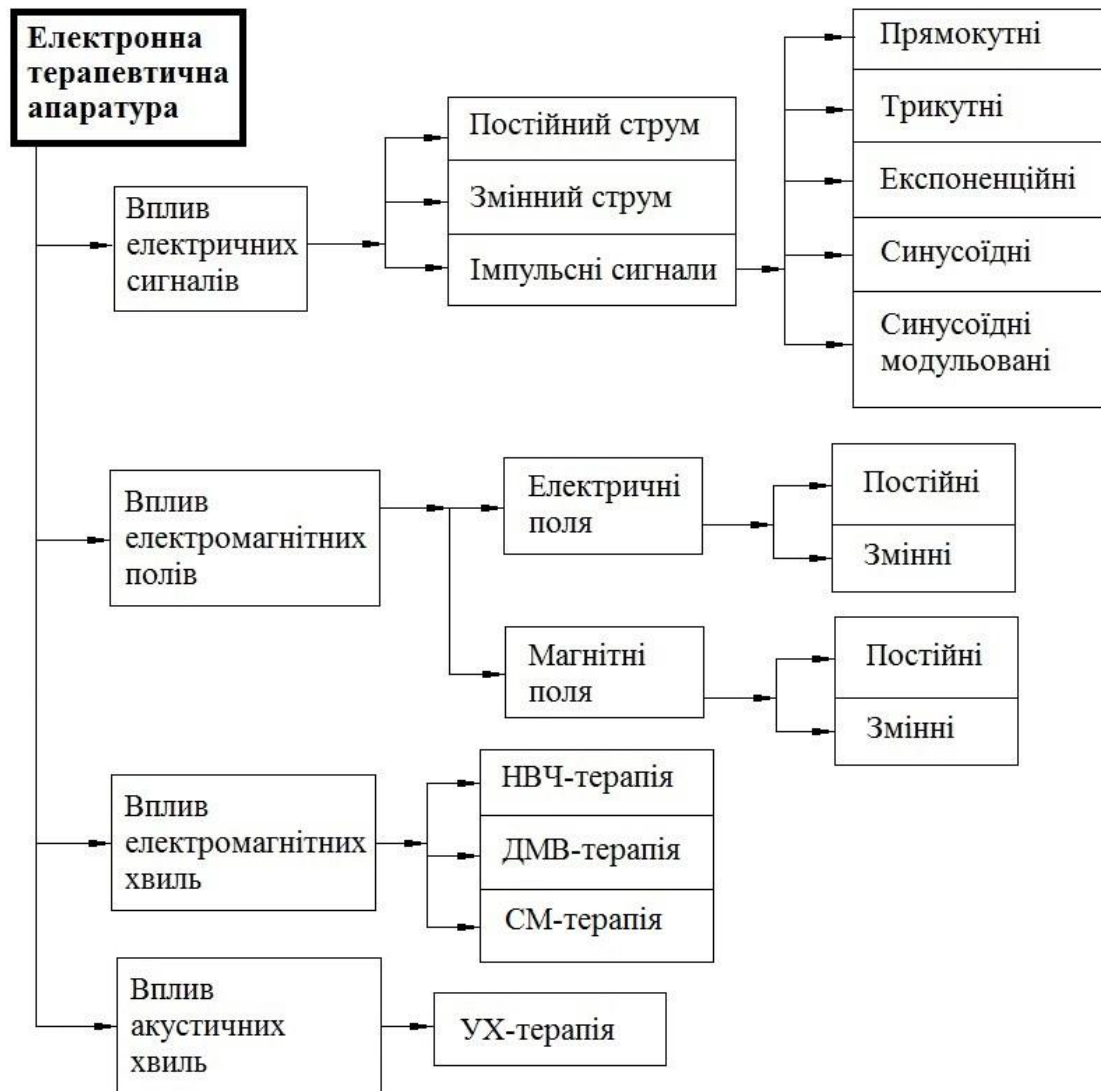 Електронна
терапевтична
апаратура
Вплив
електричних
сигналів
Постійний струм
Змінний струм
Імпульсні сигнали
Прямокутні
Трикутні
Експоненційні
Синусоїдні
Синусоїдні
модульовані
Вплив
електромагнітних
полів
Електричні
поля
Постійні
Змінні
Магнітні
поля
Постійні
Змінні
Вплив
електромагнітних
хвиль
НВЧ-терапія
ДМВ-терапія
СМ-терапія
Вплив
акустичних
хвиль
УХ-терапія